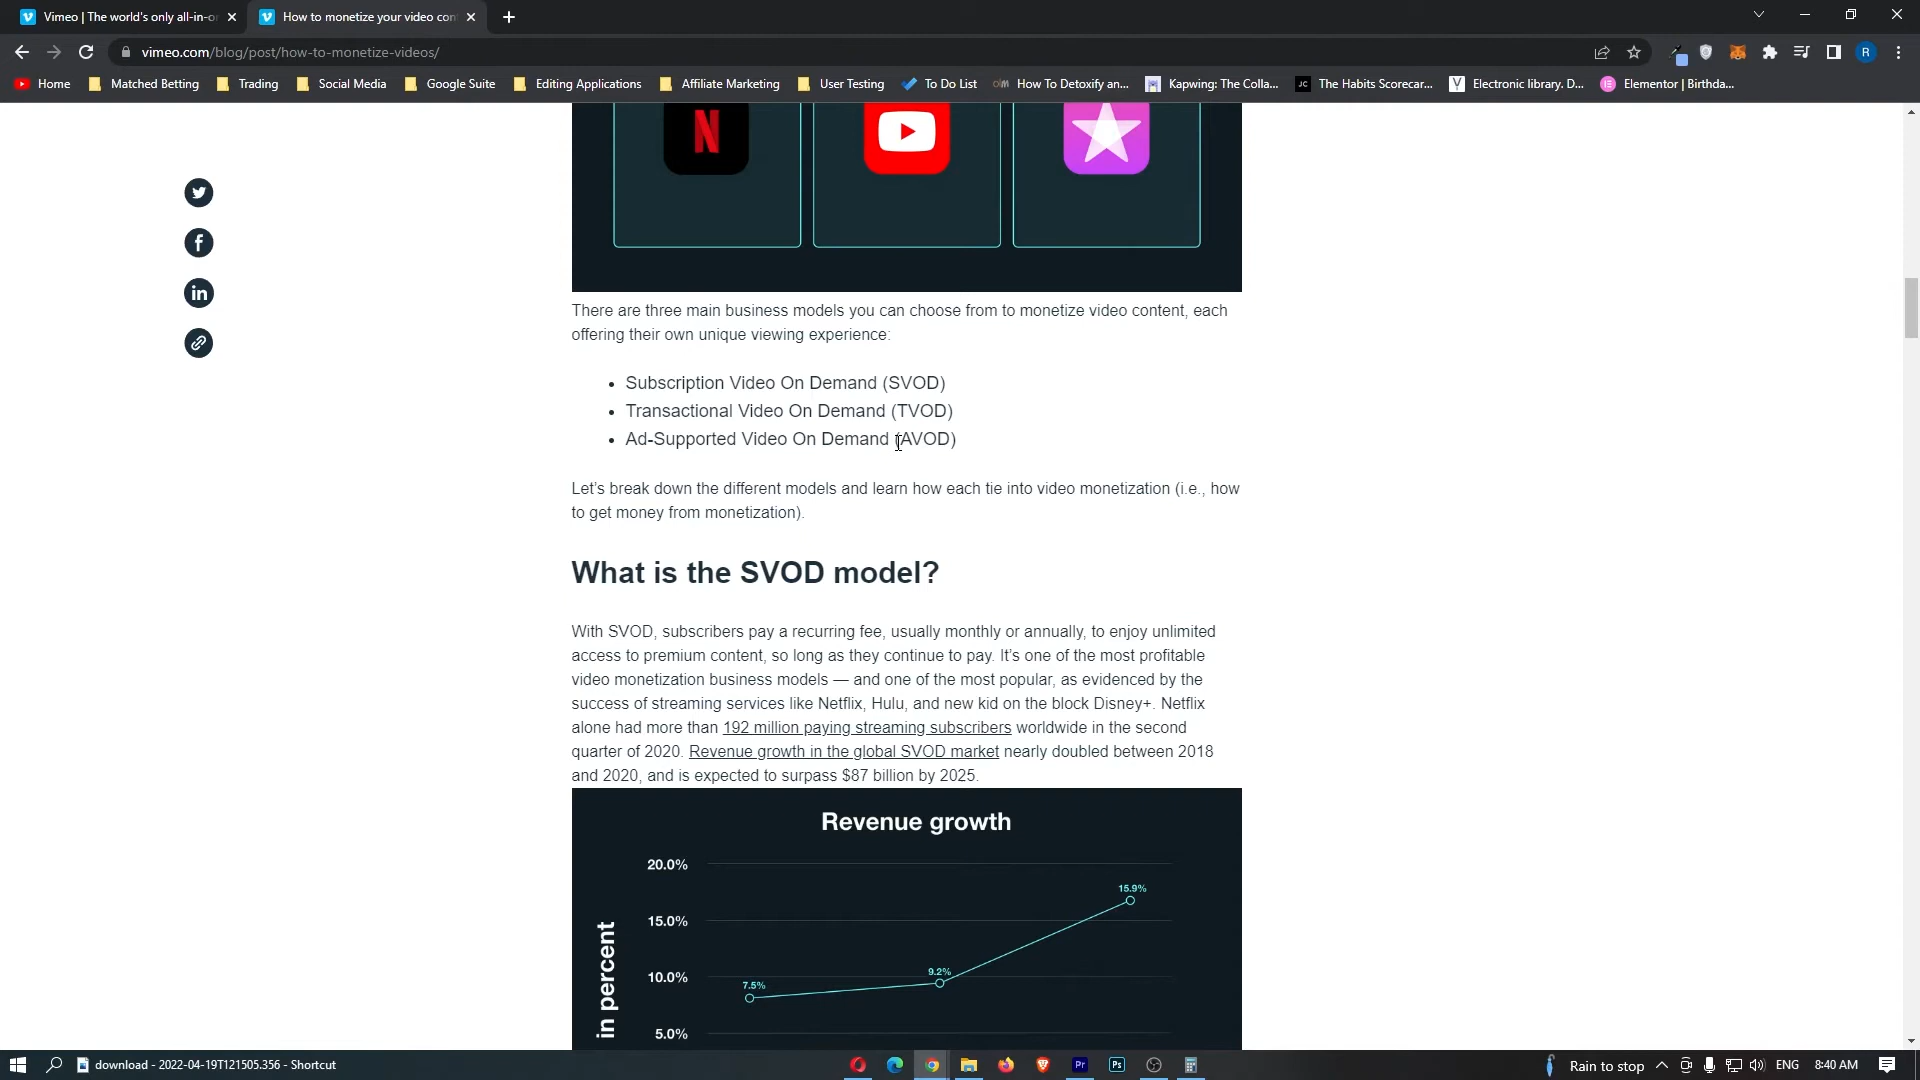 Vimeo | The world's only all-in-o
How to monetize your video con
vimeo.com/blog/post/how-to-monetize-videos/
R
Home
Matched Betting
Trading
Social Media
Google Suite
Editing Applications
Affiliate Marketing
User Testing
To Do List
How To Detoxify an...
Kapwing: The Colla...
JC
The Habits Scorecar...
Electronic library. D...
Elementor | Birthda...
There are three main business models you can choose from to monetize video content, each
offering their own unique viewing experience:
• Subscription Video On Demand (SVOD)
• Transactional Video On Demand (TVOD)
• Ad-Supported Video On Demand (AVOD)
Let’s break down the different models and learn how each tie into video monetization (i.e., how
to get money from monetization).
What is the SVOD model?
With SVOD, subscribers pay a recurring fee, usually monthly or annually, to enjoy unlimited
access to premium content, so long as they continue to pay. It’s one of the most profitable
video monetization business models — and one of the most popular, as evidenced by the
success of streaming services like Netflix, Hulu, and new kid on the block Disney+. Netflix
alone had more than 192 million paying streaming subscribers worldwide in the second
quarter of 2020. Revenue growth in the global SVOD market nearly doubled between 2018
and 2020, and is expected to surpass $87 billion by 2025.
Revenue growth
20.0%
15.9%
15.0%
10.0%
9.2%
7.5%
5.0%
in percent
download - 2022-04-19T121505.356 - Shortcut
Pr
Ps
Rain to stop
ENG
8:40 AM